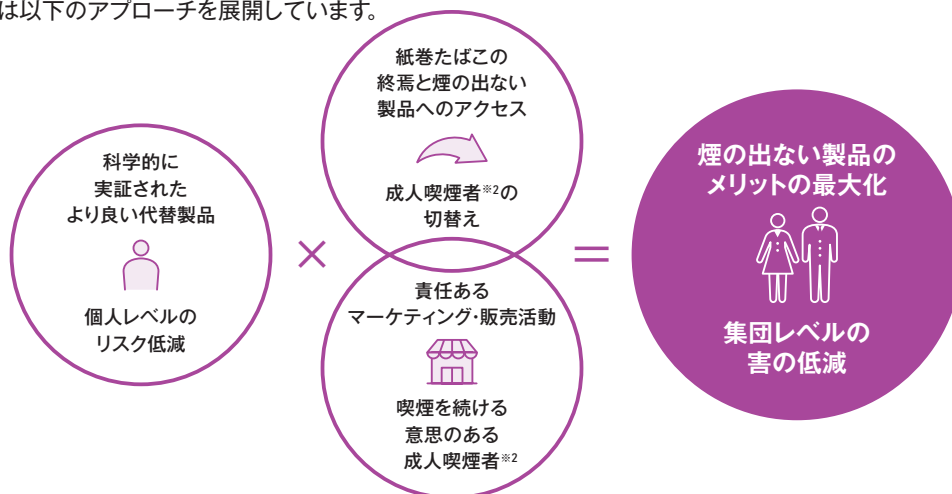 は以下のアプローチを展開しています。
科学的に
実証された
より良い代替製品
個人レベルの
リスク低減
×
紙巻たばこの
終焉と煙の出ない
製品へのアクセス
成人喫煙者※2の
切替え
責任ある
マーケティング・販売活動
喫煙を続ける
意思のある
成人喫煙者※2
=
煙の出ない製品の
メリットの最大化
集団レベルの
害の低減